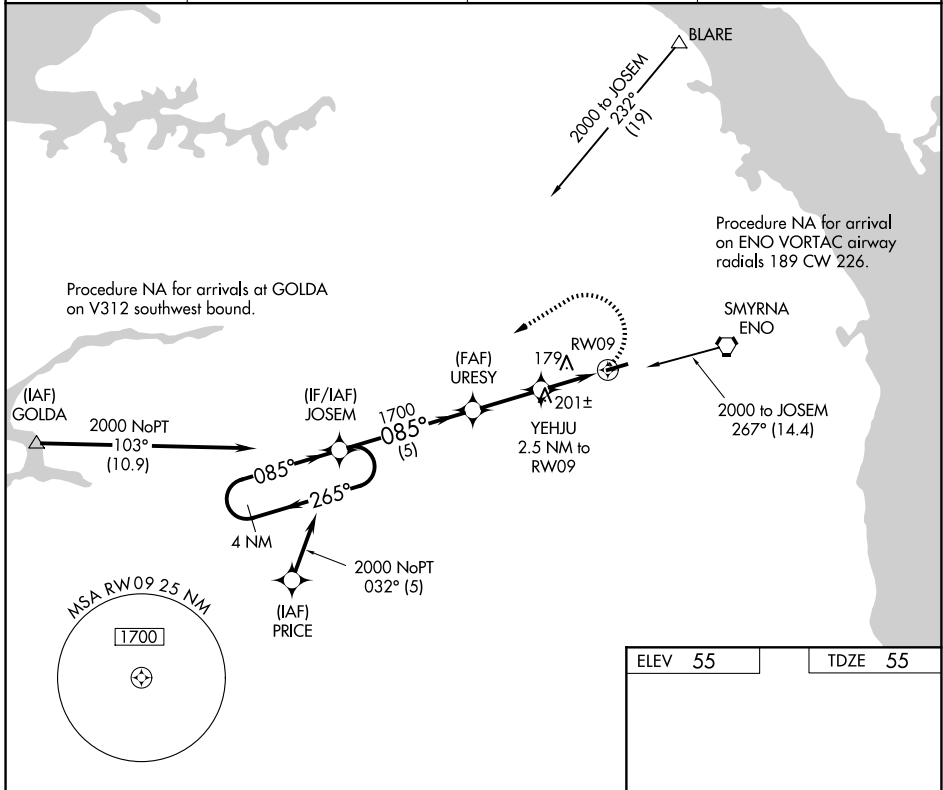 BLARE
2000 to JOSEM
232°
(19)
Procedure NA for arrival
on ENO VORTAC airway
radials 189 CW 226.
Procedure NA for arrivals at GOLDA
on V312 southwest bound.
SMYRNA
ENO
RW09
179
(FAF)
URESY
(IF/IAF)
JOSEM
(IAF)
GOLDA
2000 NoPT
103°
(10.9)
1700
085°
(5)
201±
YEHJU
2.5 NM to
RW09
2000 to JOSEM
267° (14.4)
085°
265°
4 NM
2000 NoPT
032° (5)
(IAF)
PRICE
MSA RW09 25 NM
1700
ELEV 55
TDZE 55